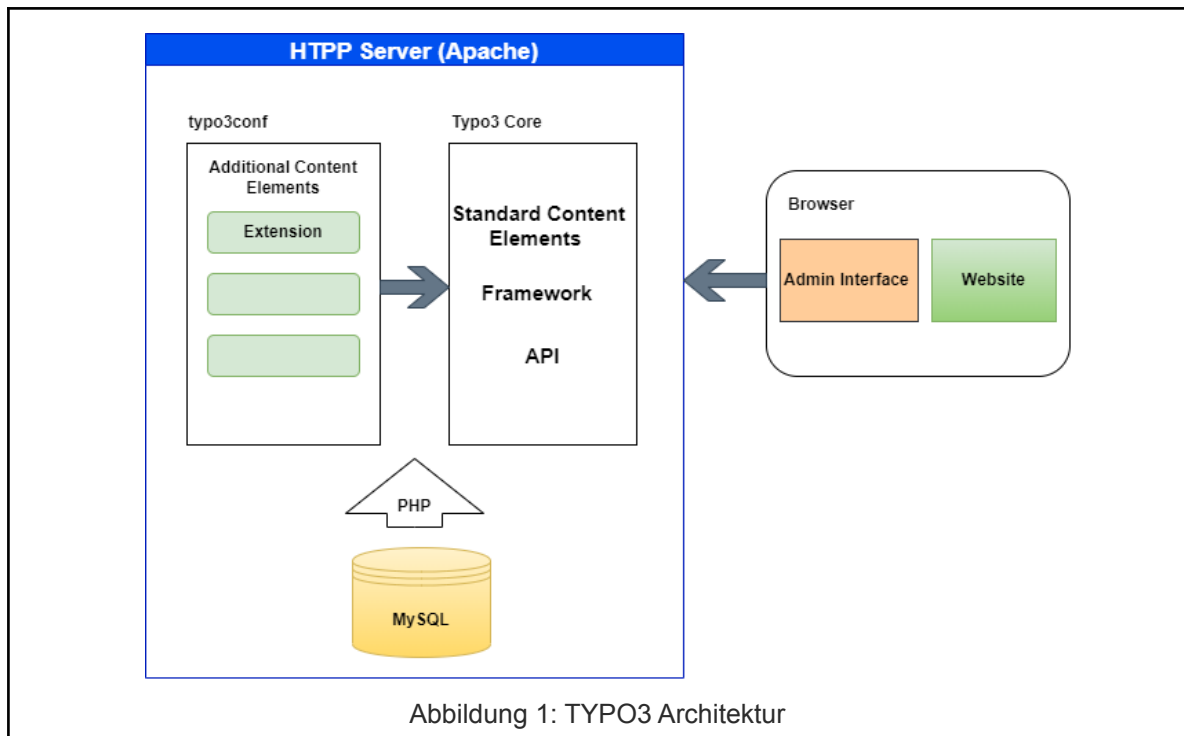 HTPP Server (Apache)
typo3conf
Additional Content
Elements
Extension
Typo3 Core
Standard Content
Elements
Framework
API
PHP
MySQL
Browser
Admin Interface
Website
Abbildung 1: TYPO3 Architektur